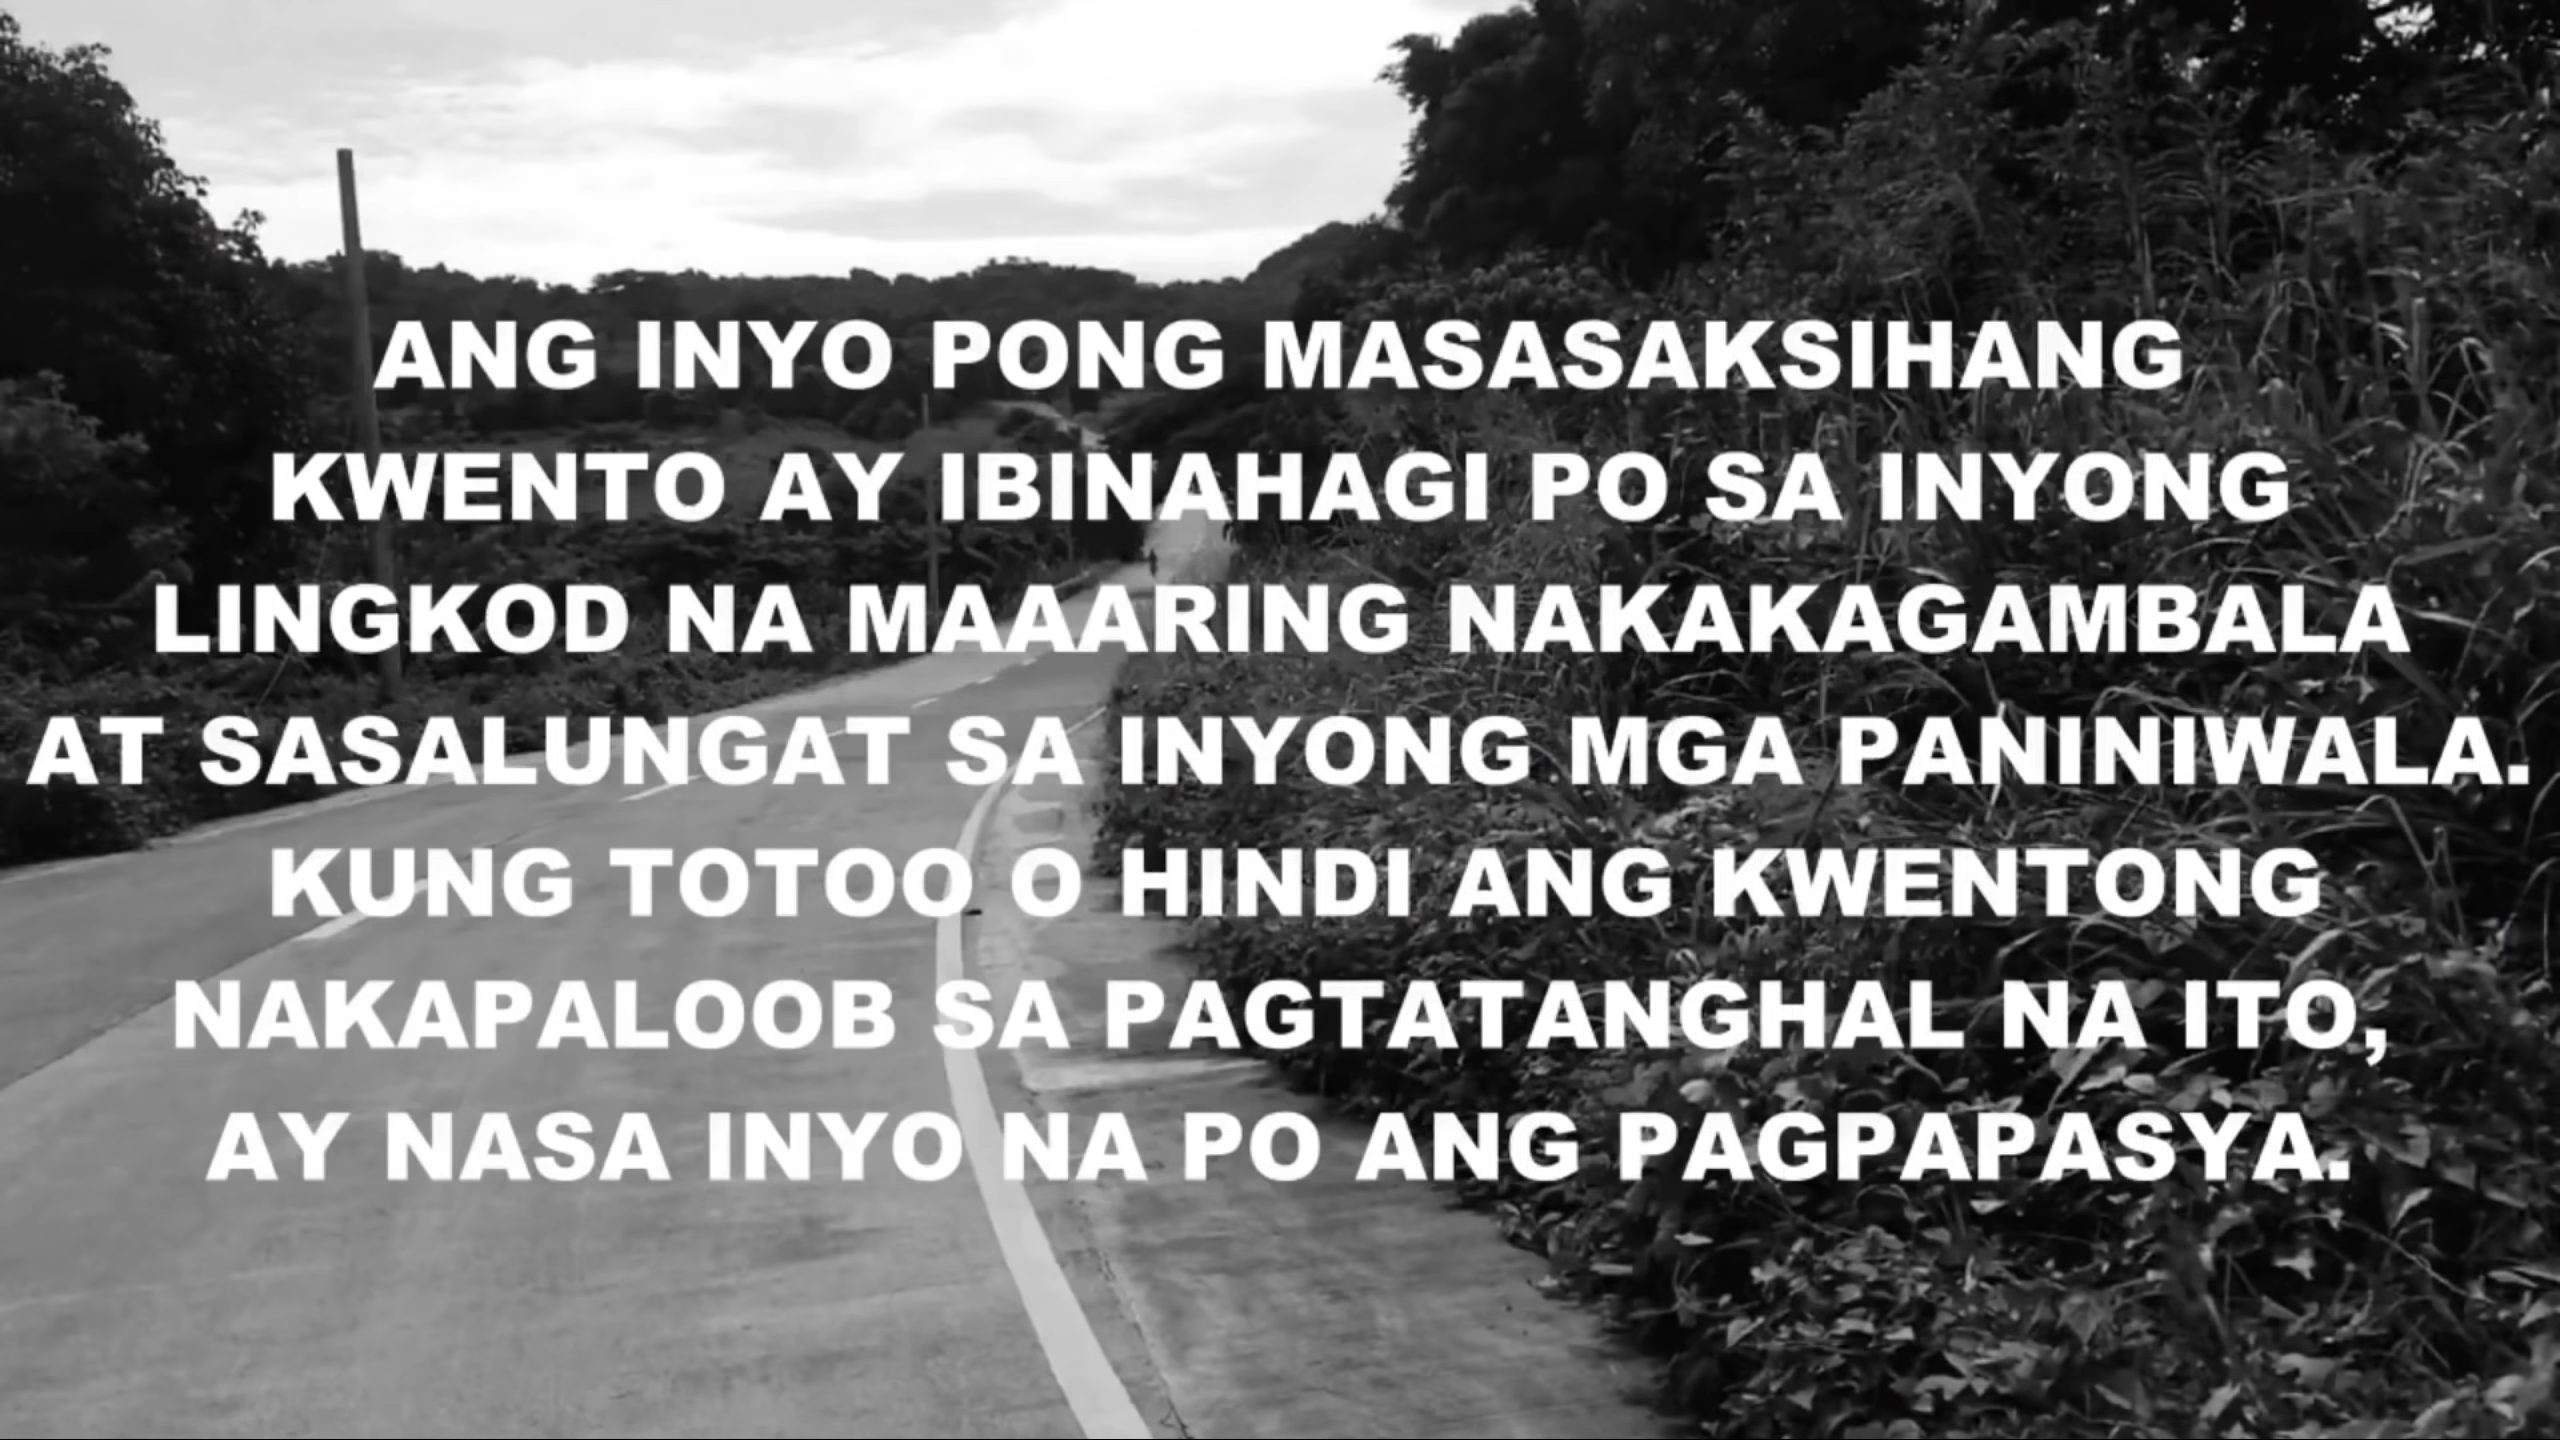 ANG INYO PONG MASASAKSIHANG
KWENTO AY IBINAHAGI PO SA INYONG
LINGKOD NA MAAARING NAKAKAGAMBALA
AT SASALUNGAT SA INYONG MGA PANINIWALA.
KUNG TOTOO O HINDI ANG KWENTONG
NAKAPALOOB SA PAGTATANGHAL NA ITO,
AY NASA INYO NA PO ANG PAGPAPASYA.